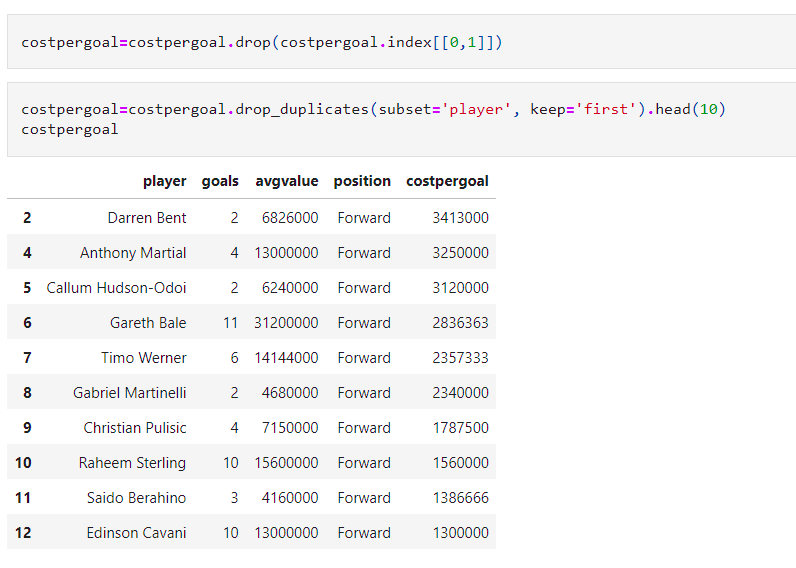 costpergoal=costpergoal.drop(costpergoal.index[[0,1]])
costpergoal=costpergoal.drop_duplicates(subset='player', keep='first').head(10)
costpergoal
player goals avgvalue position costpergoal
2 Darren Bent 2 6826000 Forward 3413000
4 Anthony Martial 4 13000000 Forward 3250000
5 Callum Hudson-Odoi 2 6240000 Forward 3120000
6 Gareth Bale 11 31200000 Forward 2836363
7 Timo Werner 6 14144000 Forward 2357333
8 Gabriel Martinelli 2 4680000 Forward 2340000
9 Christian Pulisic 4 7150000 Forward 1787500
10 Raheem Sterling 10 15600000 Forward 1560000
11 Saido Berahino 3 4160000 Forward 1386666
12 Edinson Cavani 10 13000000 Forward 1300000